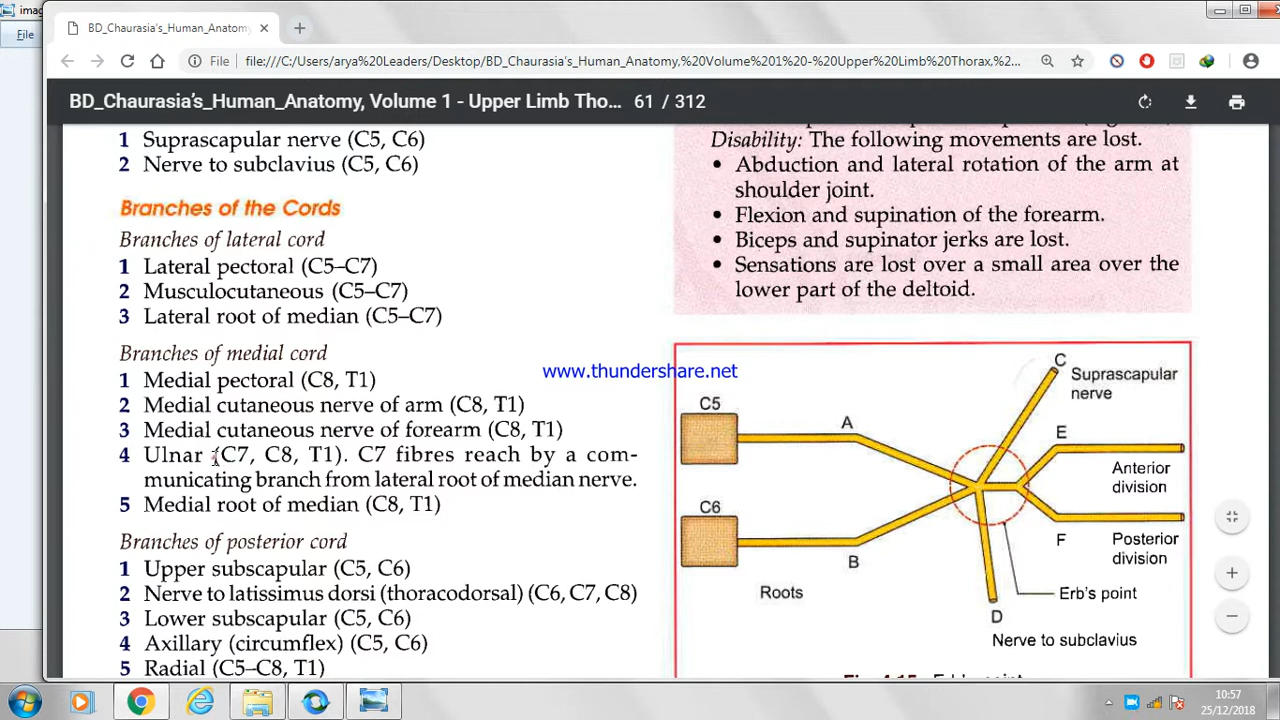 imag
File
BD_Chaurasia's_Human_Anatomy
File file:///C:/Users/arya%20Leaders/Desktop/BD_Chaurasia's_Human_Anatomy,%20Volume%201%20-%20Upper%20Limb%20Thorax,%2...
BD_Chaurasia's_Human_Anatomy, Volume 1 - Upper Limb Tho... 61 / 312
1 Suprascapular nerve (C5, C6)
2 Nerve to subclavius (C5, C6)
Branches of the Cords
Branches of lateral cord
1 Lateral pectoral (C5–C7)
2 Musculocutaneous (C5–C7)
3 Lateral root of median (C5–C7)
Branches of medial cord
1 Medial pectoral (C8, T1)
2 Medial cutaneous nerve of arm (C8, T1)
3 Medial cutaneous nerve of forearm (C8, T1)
4 Ulnar (C7, C8, T1). C7 fibres reach by a com-
municating branch from lateral root of median nerve.
5 Medial root of median (C8, T1)
Branches of posterior cord
1 Upper subscapular (C5, C6)
2 Nerve to latissimus dorsi (thoracodorsal) (C6, C7, C8)
3 Lower subscapular (C5, C6)
4 Axillary (circumflex) (C5, C6)
5 Radial (C5–C8, T1)
Disability: The following movements are lost.
• Abduction and lateral rotation of the arm at
shoulder joint.
• Flexion and supination of the forearm.
• Biceps and supinator jerks are lost.
• Sensations are lost over a small area over the
lower part of the deltoid.
www.thundershare.net
C
Suprascapular
nerve
C5
A
E
Anterior
division
C6
B
F
Posterior
division
Roots
Erb's point
D
Nerve to subclavius
10:57
25/12/2018